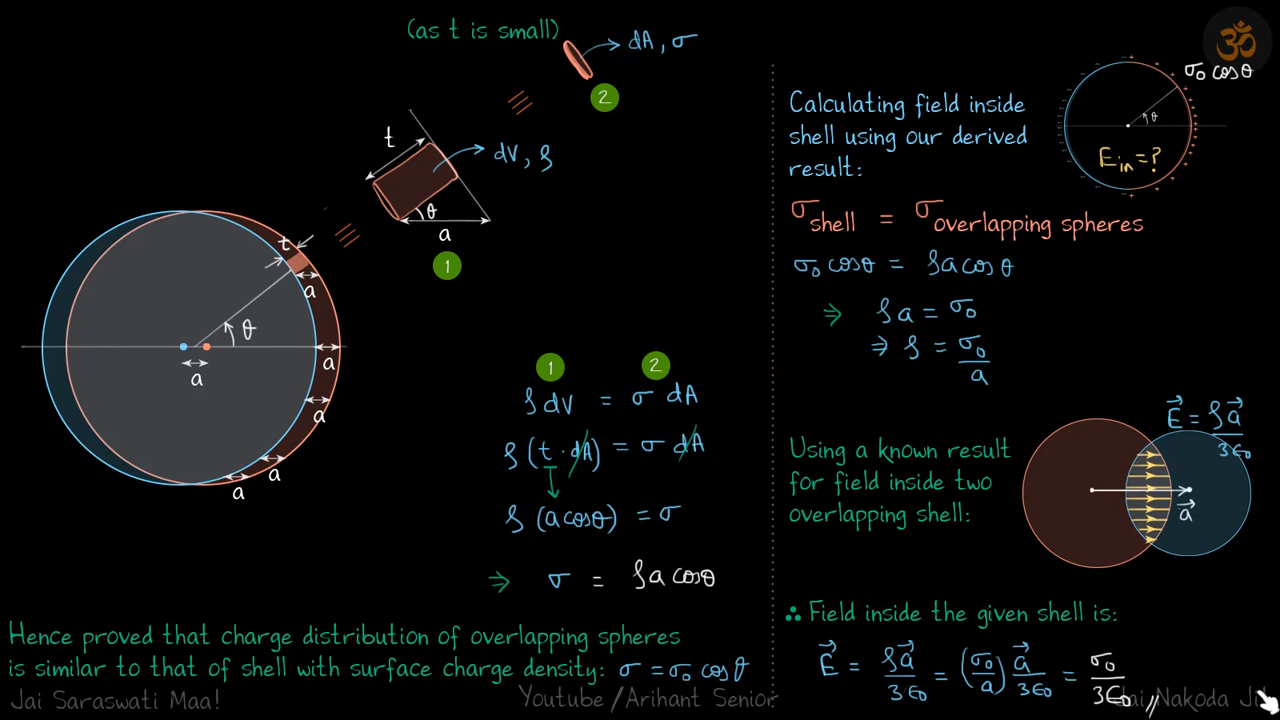 (as t is small)
dA, σ
2
t
dV, ρ
θ
a
1
t
a
θ
a
a
a
a
a
1
2
ρ dV = σ dA
ρ (t · dA) = σ dA
ρ (a cosθ) = σ
⇒ σ = ρ a cosθ
Hence proved that charge distribution of overlapping spheres
is similar to that of shell with surface charge density: σ = σ₀ cos θ
Jai Saraswati Maa!
Youtube / Arihant Senior
ॐ
σ₀ cosθ
Calculating field inside
shell using our derived
result:
θ
E_in = ?
σ_shell = σ_overlapping spheres
σ₀ cosθ = ρ a cosθ
⇒ ρ a = σ₀
⇒ ρ = σ₀/a
Using a known result
for field inside two
overlapping shell:
E⃗ = ρa⃗/3ε₀
a⃗
∴ Field inside the given shell is:
E⃗ = ρa⃗/3ε₀ = (σ₀/a) a⃗/3ε₀ = σ₀/3ε₀ //
Jai Nakoda Ji